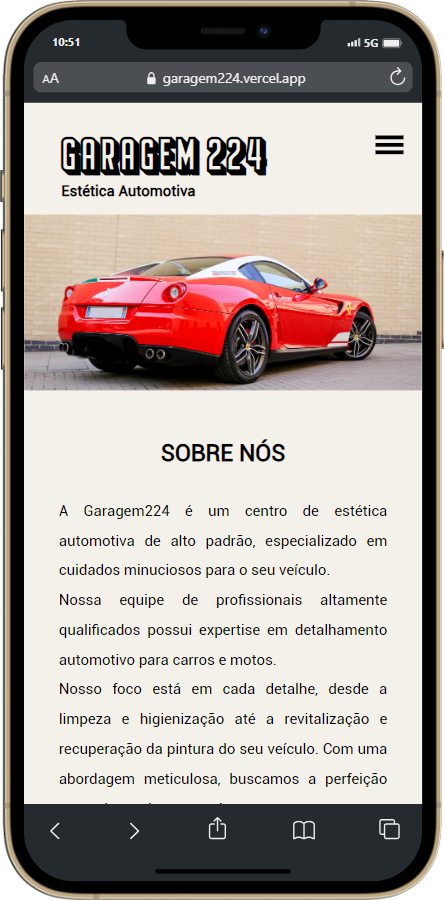 10:51
5G
AA
garagem224.vercel.app
GARAGEM 224
Estética Automotiva
SOBRE NÓS
A Garagem224 é um centro de estética
automotiva de alto padrão, especializado em
cuidados minuciosos para o seu veículo.
Nossa equipe de profissionais altamente
qualificados possui expertise em detalhamento
automotivo para carros e motos.
Nosso foco está em cada detalhe, desde a
limpeza e higienização até a revitalização e
recuperação da pintura do seu veículo. Com uma
abordagem meticulosa, buscamos a perfeição